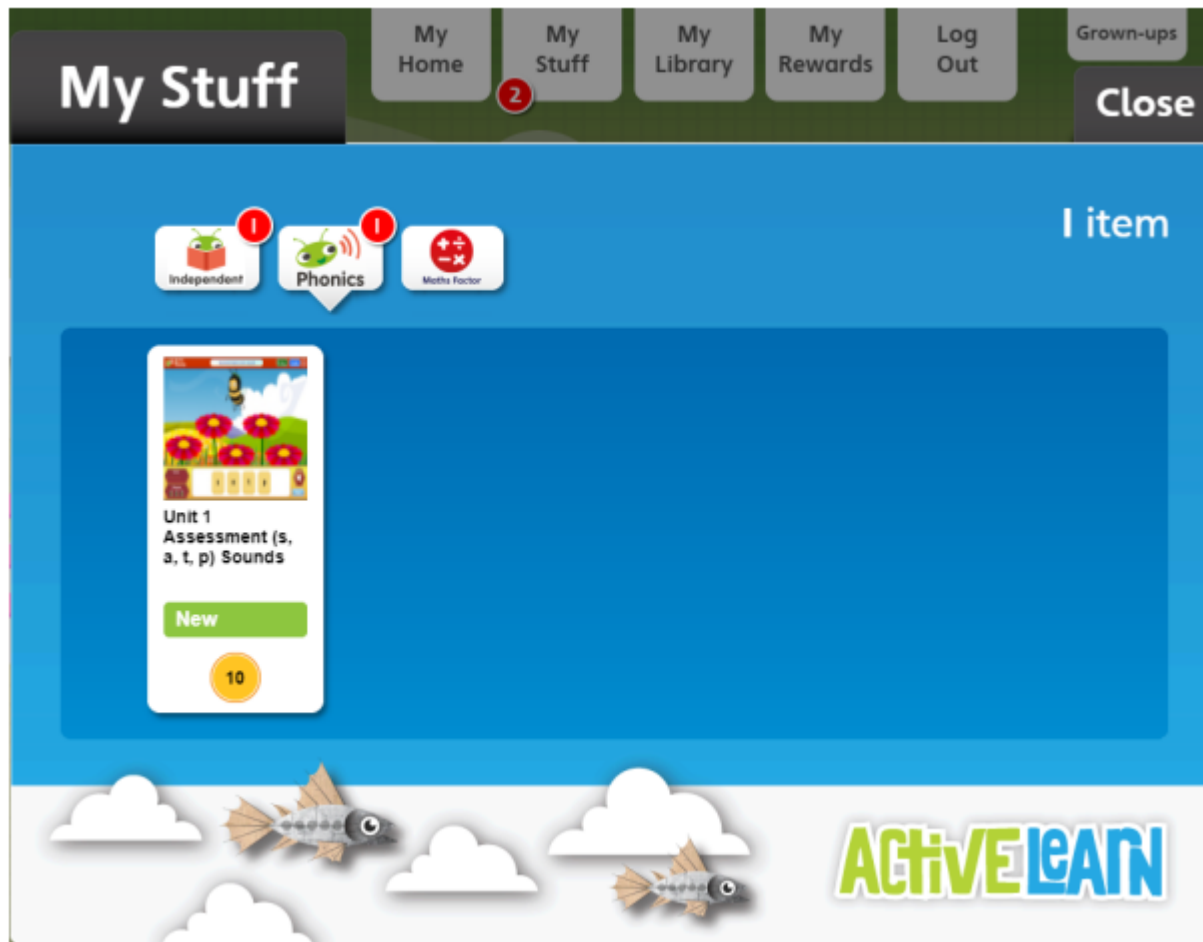 My Stuff
My
Home
My
Stuff
2
My
Library
My
Rewards
Log
Out
Grown-ups
Close
1 item
1
Independent
1
Phonics
Maths Factor
Unit 1
Assessment (s,
a, t, p) Sounds
New
10
ACTIVE LEARN